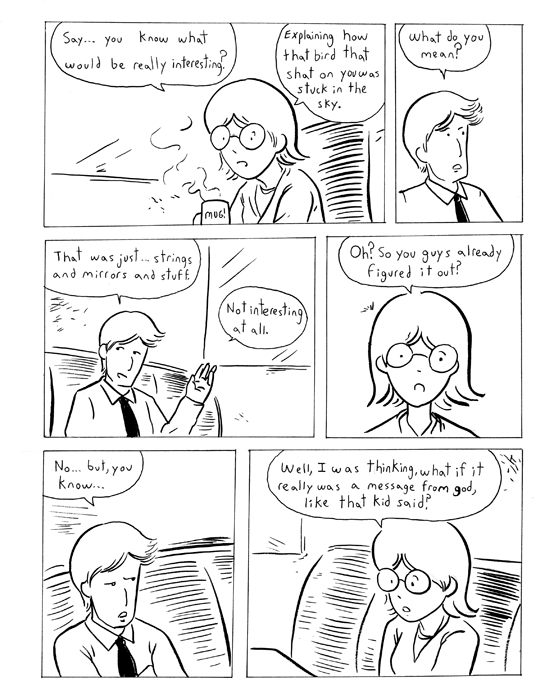 Say... you know what
would be really interesting?
Explaining how
that bird that
shat on you was
stuck in the
sky.
MUG!
What do you
mean?
That was just... strings
and mirrors and stuff.
Not interesting
at all.
Oh? So you guys already
figured it out?
No... but, you
know...
Well, I was thinking, what if it
really was a message from god,
like that kid said?